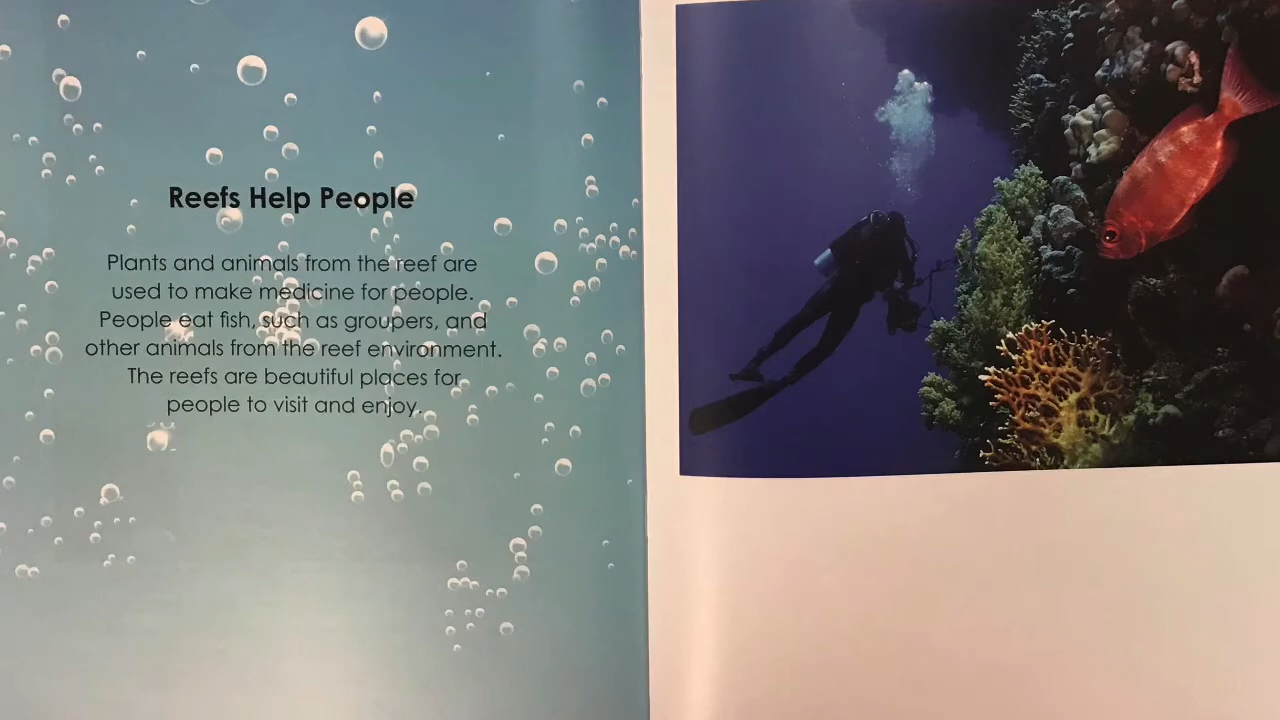 Reefs Help People
Plants and animals from the reef are
used to make medicine for people.
People eat fish, such as groupers, and
other animals from the reef environment.
The reefs are beautiful places for
people to visit and enjoy.